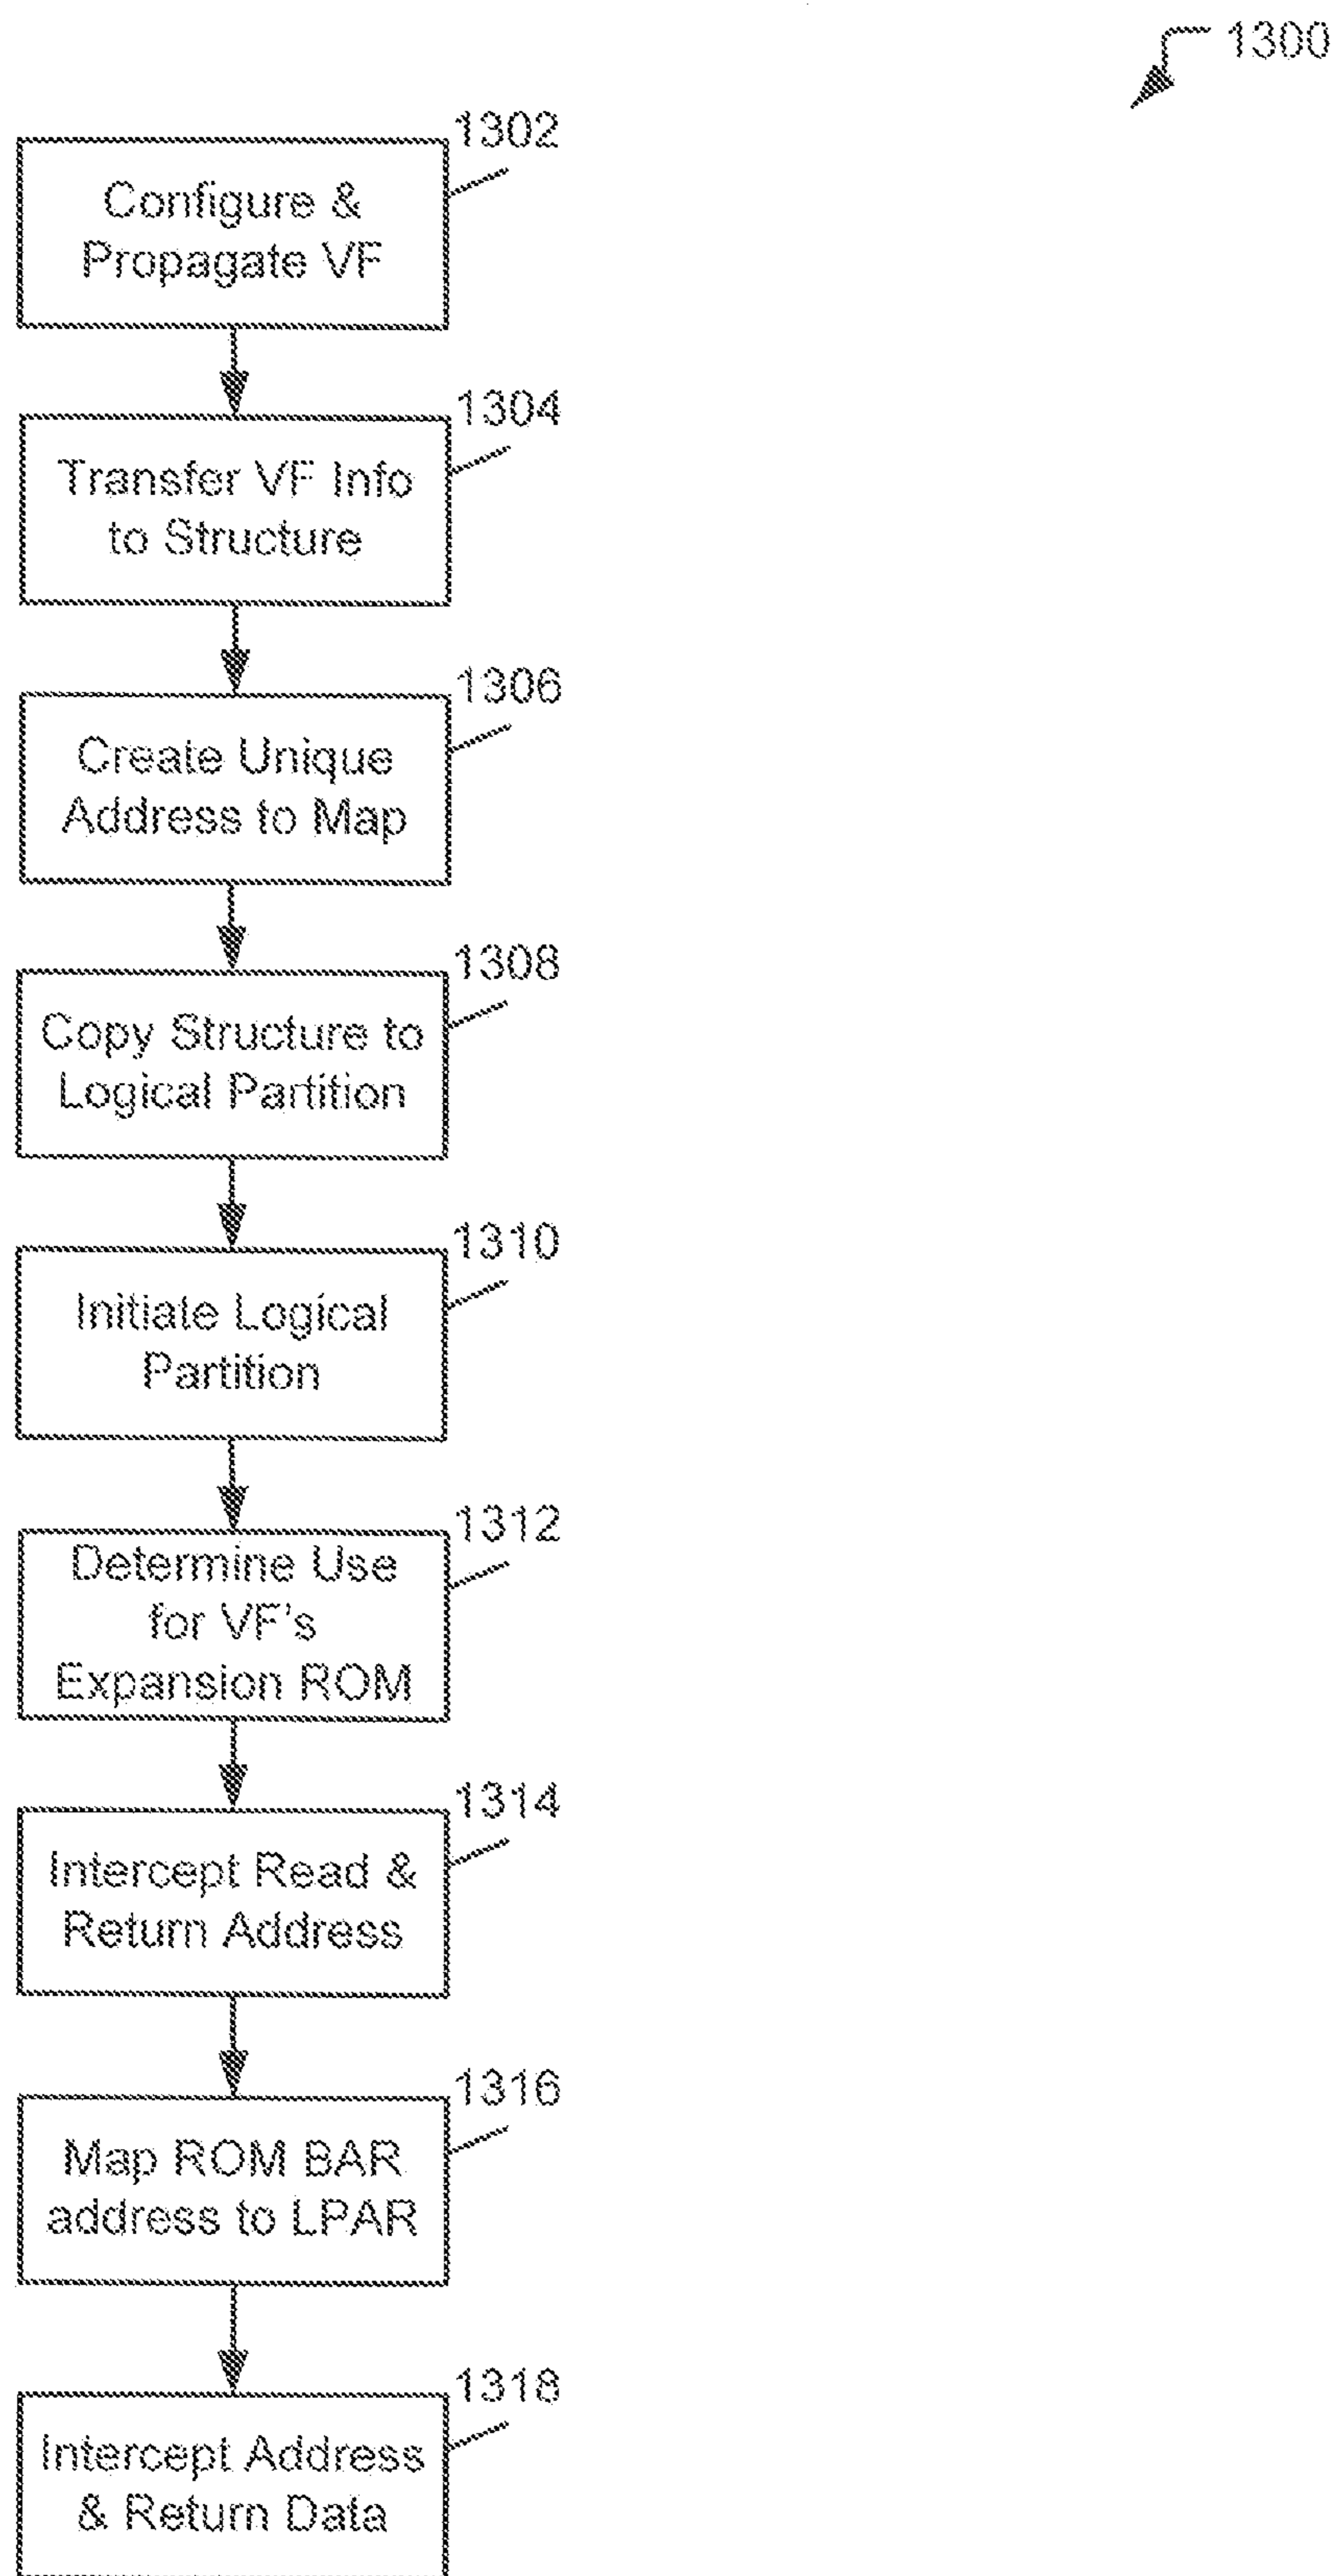 1300
1302
Configure &
Propagate VF
1304
Transfer VF Info
to Structure
1306
Create Unique
Address to Map
1308
Copy Structure to
Logical Partition
1310
Initiate Logical
Partition
1312
Determine Use
for VF's
Expansion ROM
1314
Intercept Read &
Return Address
1316
Map ROM BAR
address to LPAR
1318
Intercept Address
& Return Data